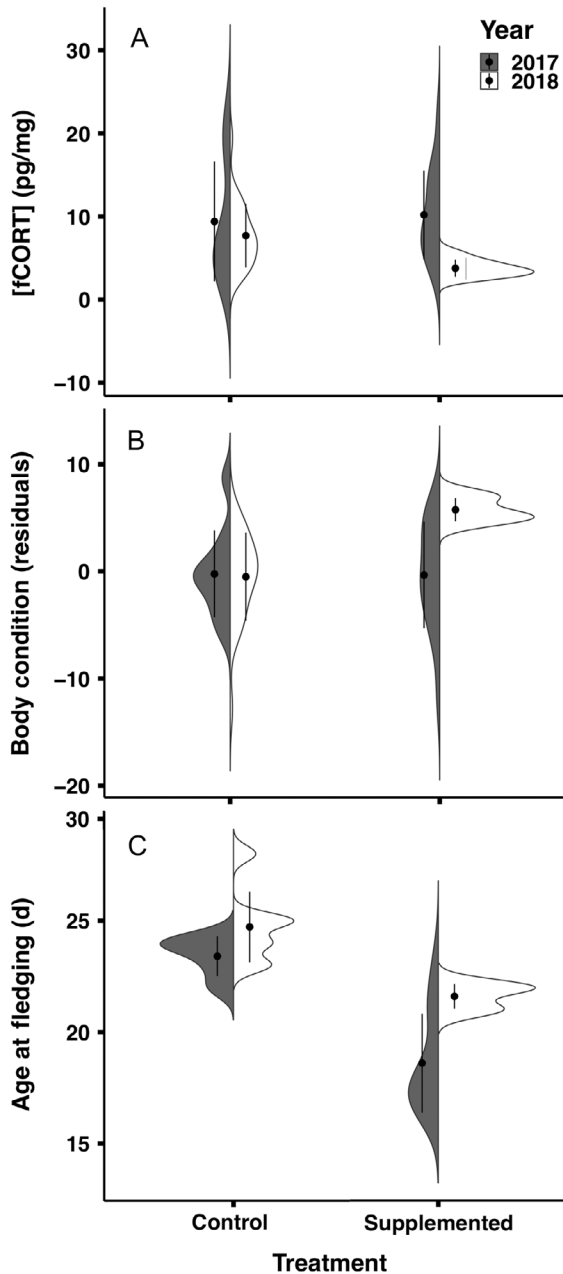 A
Year
2017
2018
[fCORT] (pg/mg)
30
20
10
0
−10
B
Body condition (residuals)
10
0
−10
−20
C
Age at fledging (d)
30
25
20
15
Control
Supplemented
Treatment